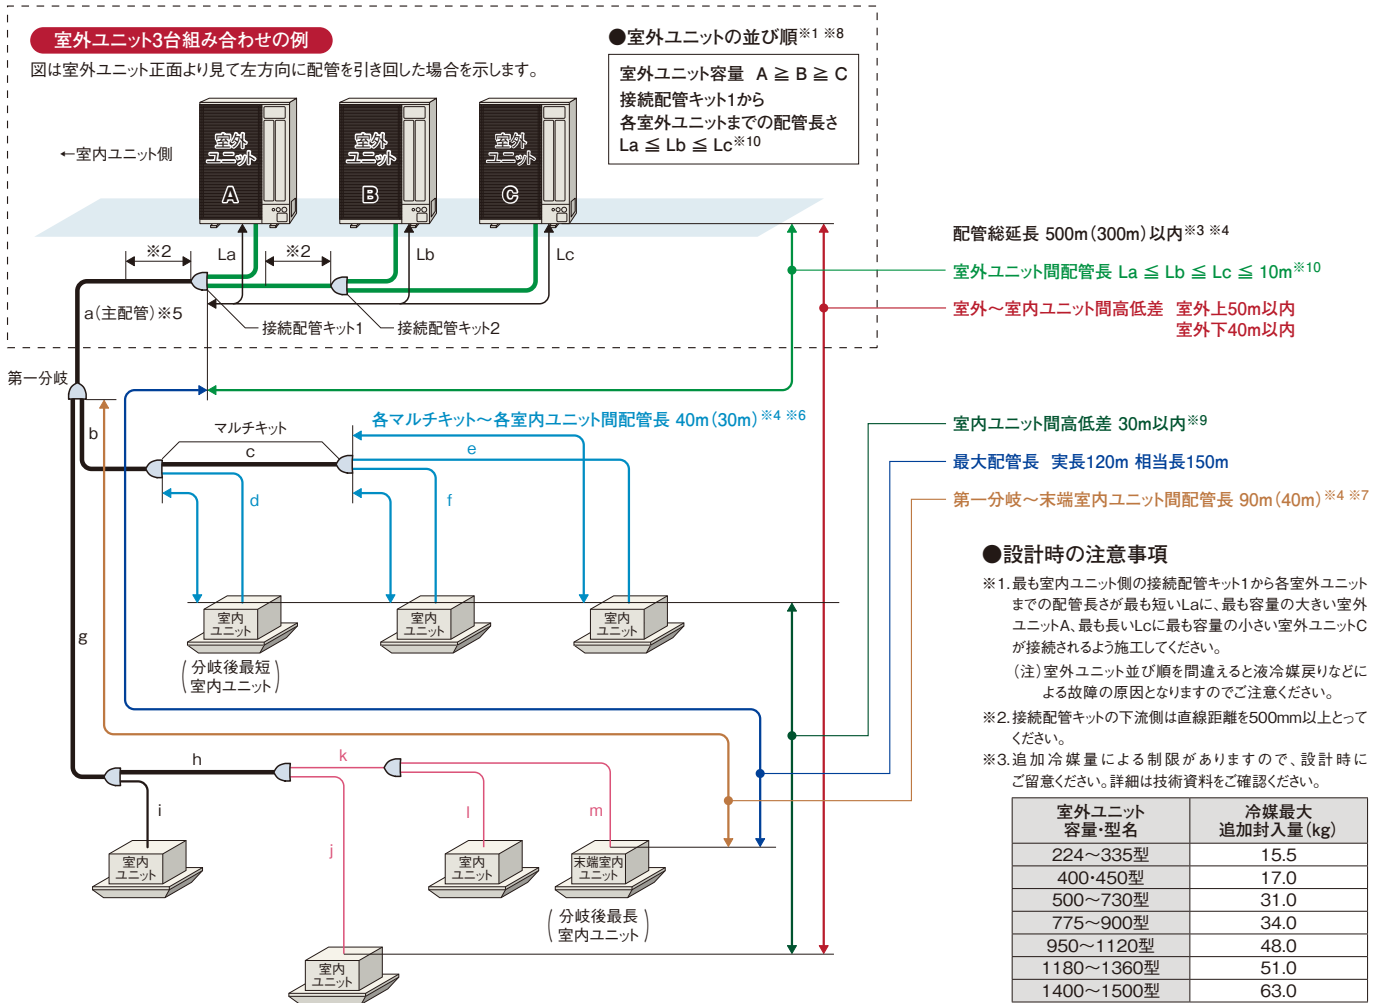 室外ユニット3台組み合わせの例
図は室外ユニット正面より見て左方向に配管を引き回した場合を示します。
●室外ユニットの並び順※1 ※8
室外ユニット容量 A ≧ B ≧ C
接続配管キット1から
各室外ユニットまでの配管長さ
La ≦ Lb ≦ Lc※10
←室内ユニット側
室外
ユニット
A
室外
ユニット
B
室外
ユニット
C
※2
La
※2
Lb
Lc
a(主配管)※5
接続配管キット1
接続配管キット2
配管総延長 500m(300m)以内※3 ※4
室外ユニット間配管長 La ≦ Lb ≦ Lc ≦ 10m※10
室外～室内ユニット間高低差 室外上50m以内
室外下40m以内
第一分岐
b
マルチキット
c
各マルチキット～各室内ユニット間配管長 40m(30m)※4 ※6
e
d
f
室内ユニット間高低差 30m以内※9
最大配管長 実長120m 相当長150m
第一分岐～末端室内ユニット間配管長 90m(40m)※4 ※7
室内
ユニット
室内
ユニット
室内
ユニット
(分岐後最短
室内ユニット)
g
h
k
i
j
l
m
室内
ユニット
室内
ユニット
末端室内
ユニット
(分岐後最長
室内ユニット)
室内
ユニット
●設計時の注意事項
※1.最も室内ユニット側の接続配管キット1から各室外ユニット
までの配管長さが最も短いLaに、最も容量の大きい室外
ユニットA、最も長いLcに最も容量の小さい室外ユニットC
が接続されるよう施工してください。
(注)室外ユニット並び順を間違えると液冷媒戻りなどに
よる故障の原因となりますのでご注意ください。
※2.接続配管キットの下流側は直線距離を500mm以上とって
ください。
※3.追加冷媒量による制限がありますので、設計時に
ご留意ください。詳細は技術資料をご確認ください。
室外ユニット
容量・型名
冷媒最大
追加封入量(kg)
224～335型 15.5
400・450型 17.0
500～730型 31.0
775～900型 34.0
950～1120型 48.0
1180～1360型 51.0
1400～1500型 63.0